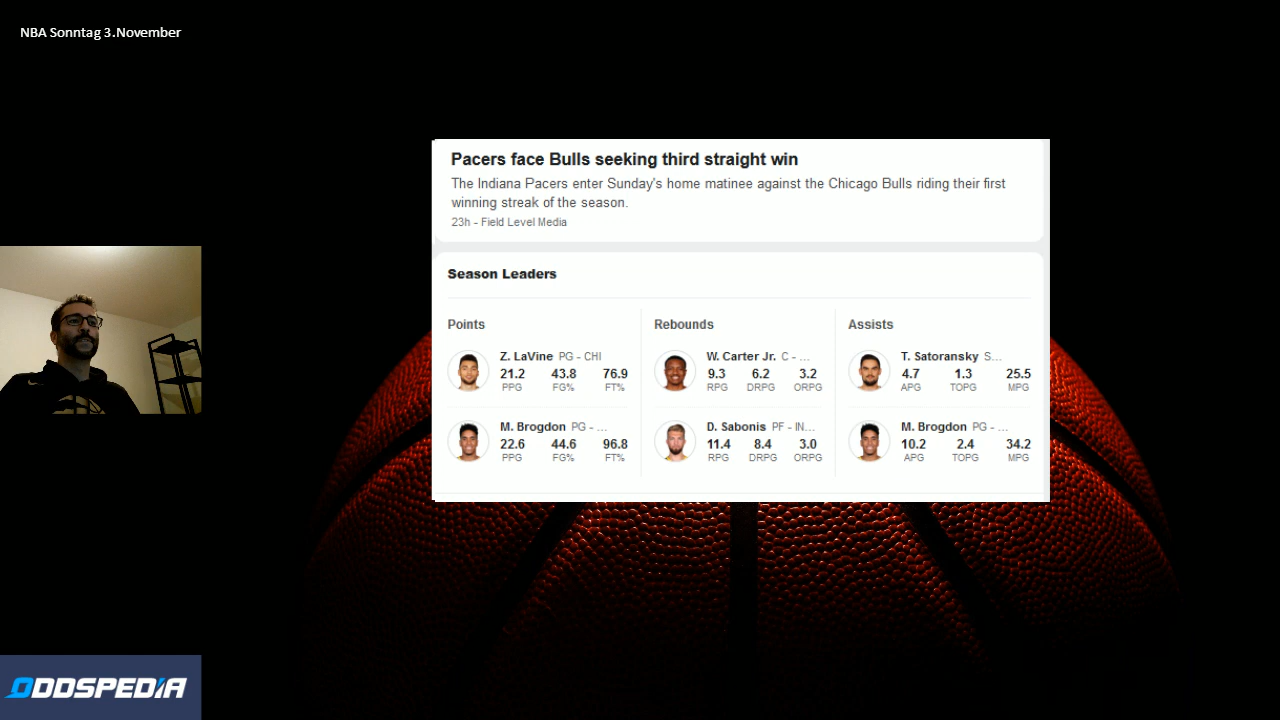 NBA Sonntag 3.November
Pacers face Bulls seeking third straight win
The Indiana Pacers enter Sunday's home matinee against the Chicago Bulls riding their first
winning streak of the season.
23h - Field Level Media
Season Leaders
Points
Z. LaVine PG - CHI
21.2 43.8 76.9
PPG FG% FT%
M. Brogdon PG - ...
22.6 44.6 96.8
PPG FG% FT%
Rebounds
W. Carter Jr. C - ...
9.3 6.2 3.2
RPG DRPG ORPG
D. Sabonis PF - IN...
11.4 8.4 3.0
RPG DRPG ORPG
Assists
T. Satoransky S...
4.7 1.3 25.5
APG TOPG MPG
M. Brogdon PG - ...
10.2 2.4 34.2
APG TOPG MPG
ODDSPEDIA